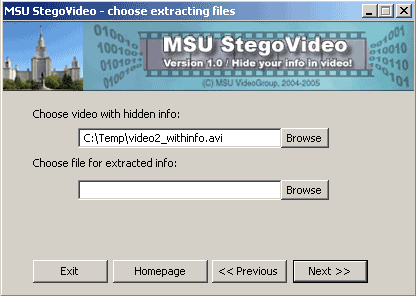 MSU StegoVideo - choose extracting files
MSU StegoVideo
Version 1.0 / Hide your info in video!
(C) MSU VideoGroup, 2004-2005
Choose video with hidden info:
C:\Temp\video2_withinfo.avi
Browse
Choose file for extracted info:
Browse
Exit
Homepage
<< Previous
Next >>